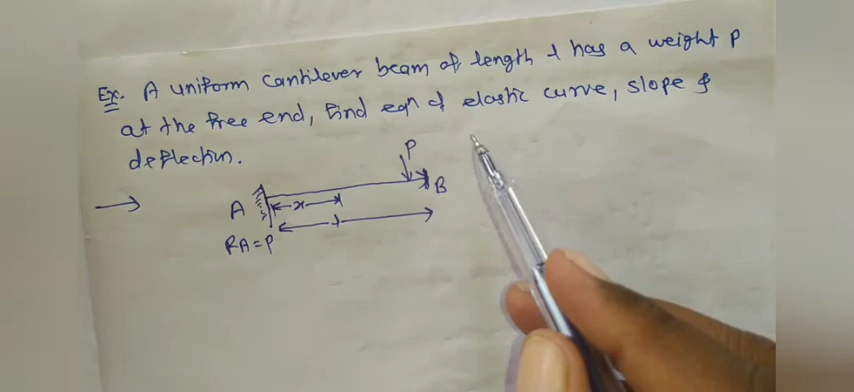 Ex. A uniform cantilever beam of length l has a weight P
at the free end, find eqn of elastic curve, slope &
deflection.
P
B
A
x
l
RA=P